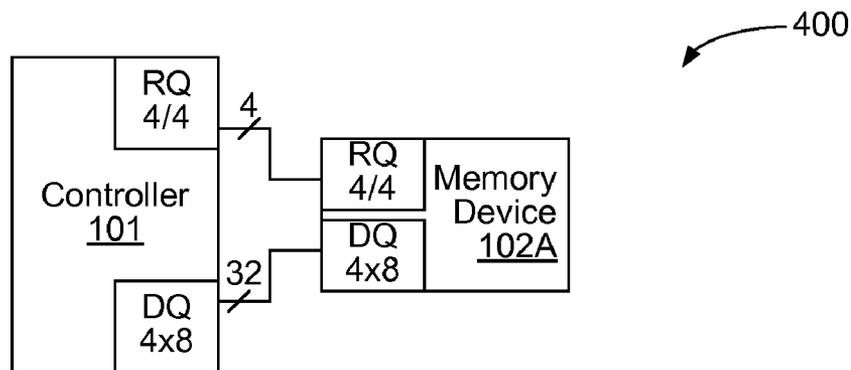 400
RQ
4/4
4
RQ
4/4
Controller
101
Memory
Device
102A
32
DQ
4x8
DQ
4x8